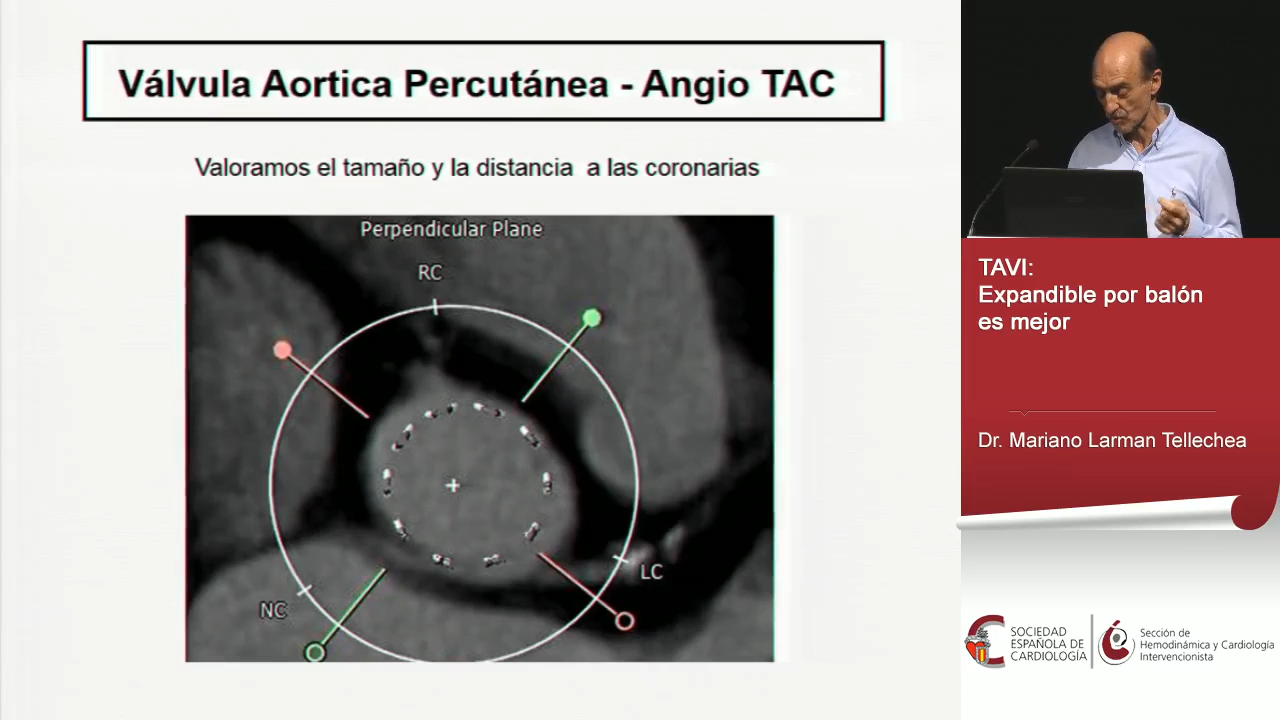 Válvula Aortica Percutánea - Angio TAC
Valoramos el tamaño y la distancia a las coronarias
Perpendicular Plane
RC
LC
NC
TAVI:
Expandible por balón
es mejor
Dr. Mariano Larman Tellechea
SOCIEDAD
ESPAÑOLA DE
CARDIOLOGÍA
Sección de
Hemodinámica y Cardiología
Intervencionista